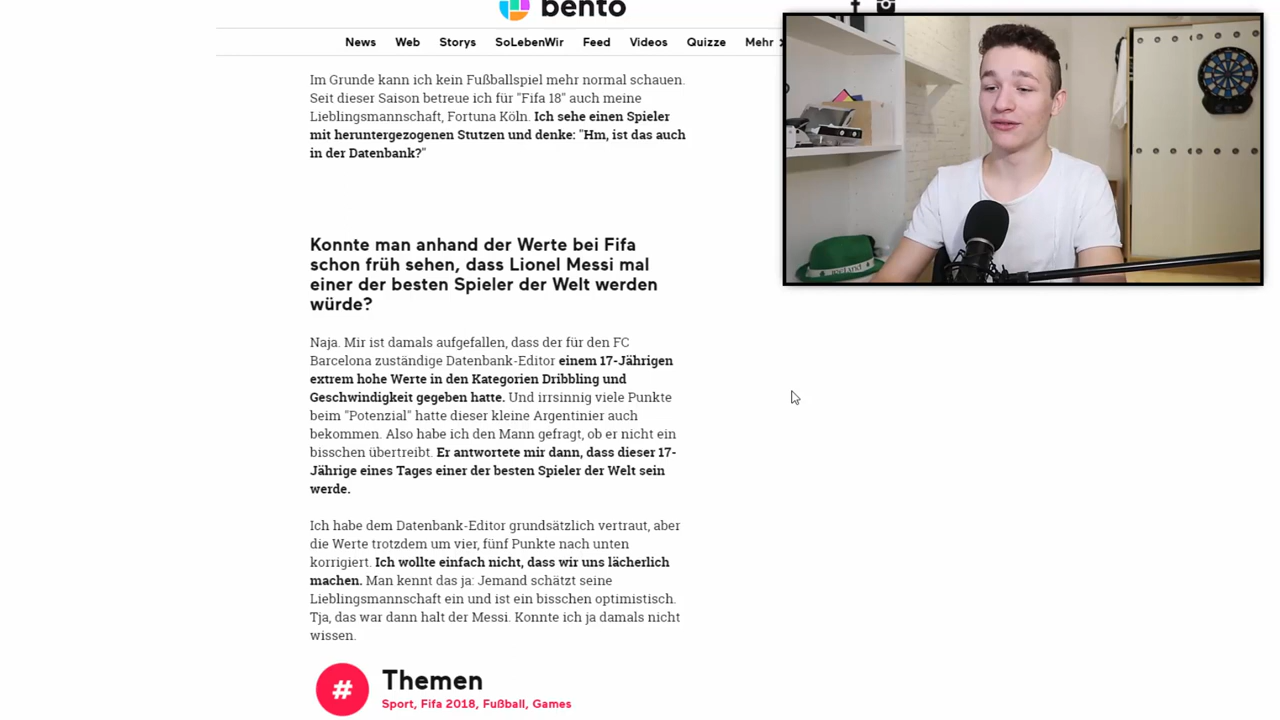 bento
News Web Storys SoLebenWir Feed Videos Quizze Mehr
Im Grunde kann ich kein Fußballspiel mehr normal schauen.
Seit dieser Saison betreue ich für "Fifa 18" auch meine
Lieblingsmannschaft, Fortuna Köln. Ich sehe einen Spieler
mit heruntergezogenen Stutzen und denke: "Hm, ist das auch
in der Datenbank?"
Konnte man anhand der Werte bei Fifa
schon früh sehen, dass Lionel Messi mal
einer der besten Spieler der Welt werden
würde?
Naja. Mir ist damals aufgefallen, dass der für den FC
Barcelona zuständige Datenbank-Editor einem 17-Jährigen
extrem hohe Werte in den Kategorien Dribbling und
Geschwindigkeit gegeben hatte. Und irrsinnig viele Punkte
beim "Potenzial" hatte dieser kleine Argentinier auch
bekommen. Also habe ich den Mann gefragt, ob er nicht ein
bisschen übertreibt. Er antwortete mir dann, dass dieser 17-
Jährige eines Tages einer der besten Spieler der Welt sein
werde.
Ich habe dem Datenbank-Editor grundsätzlich vertraut, aber
die Werte trotzdem um vier, fünf Punkte nach unten
korrigiert. Ich wollte einfach nicht, dass wir uns lächerlich
machen. Man kennt das ja: Jemand schätzt seine
Lieblingsmannschaft ein und ist ein bisschen optimistisch.
Tja, das war dann halt der Messi. Konnte ich ja damals nicht
wissen.
# Themen
Sport, Fifa 2018, Fußball, Games